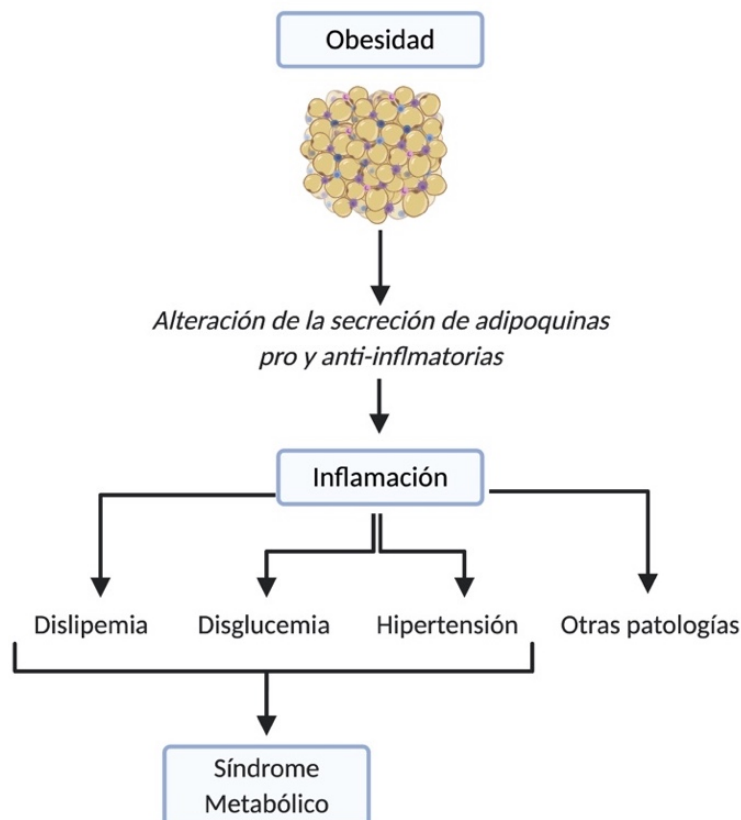 Obesidad
Alteración de la secreción de adipoquinas
pro y anti-inflmatorias
Inflamación
Dislipemia
Disglucemia
Hipertensión
Otras patologías
Síndrome
Metabólico